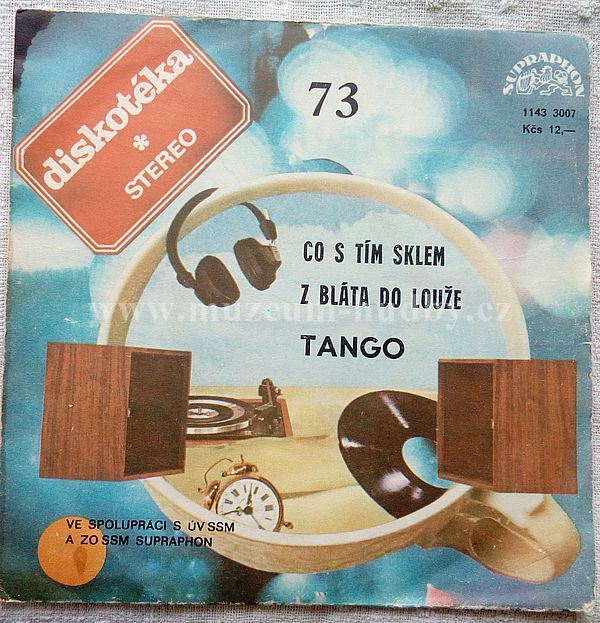 diskotéka
*
STEREO
73
SUPRAPHON
1143 3007
Kčs 12,—
CO S TÍM SKLEM
Z BLÁTA DO LOUŽE
TANGO
www.muzeum-hudby.cz
VE SPOLUPRÁCI S ÚV SSM
A ZO SSM SUPRAPHON